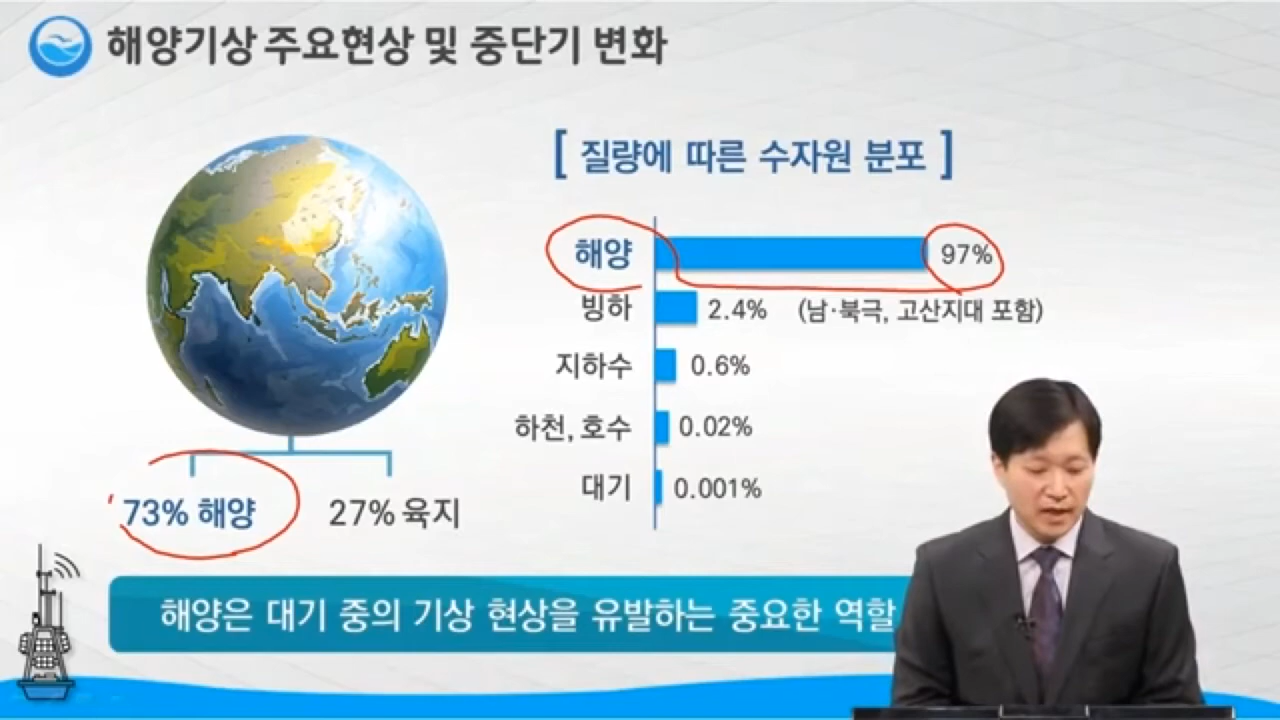 해양기상 주요현상 및 중단기 변화
[ 질량에 따른 수자원 분포 ]
해양 97%
빙하 2.4% (남·북극, 고산지대 포함)
지하수 0.6%
하천, 호수 0.02%
대기 0.001%
73% 해양 27% 육지
해양은 대기 중의 기상 현상을 유발하는 중요한 역할